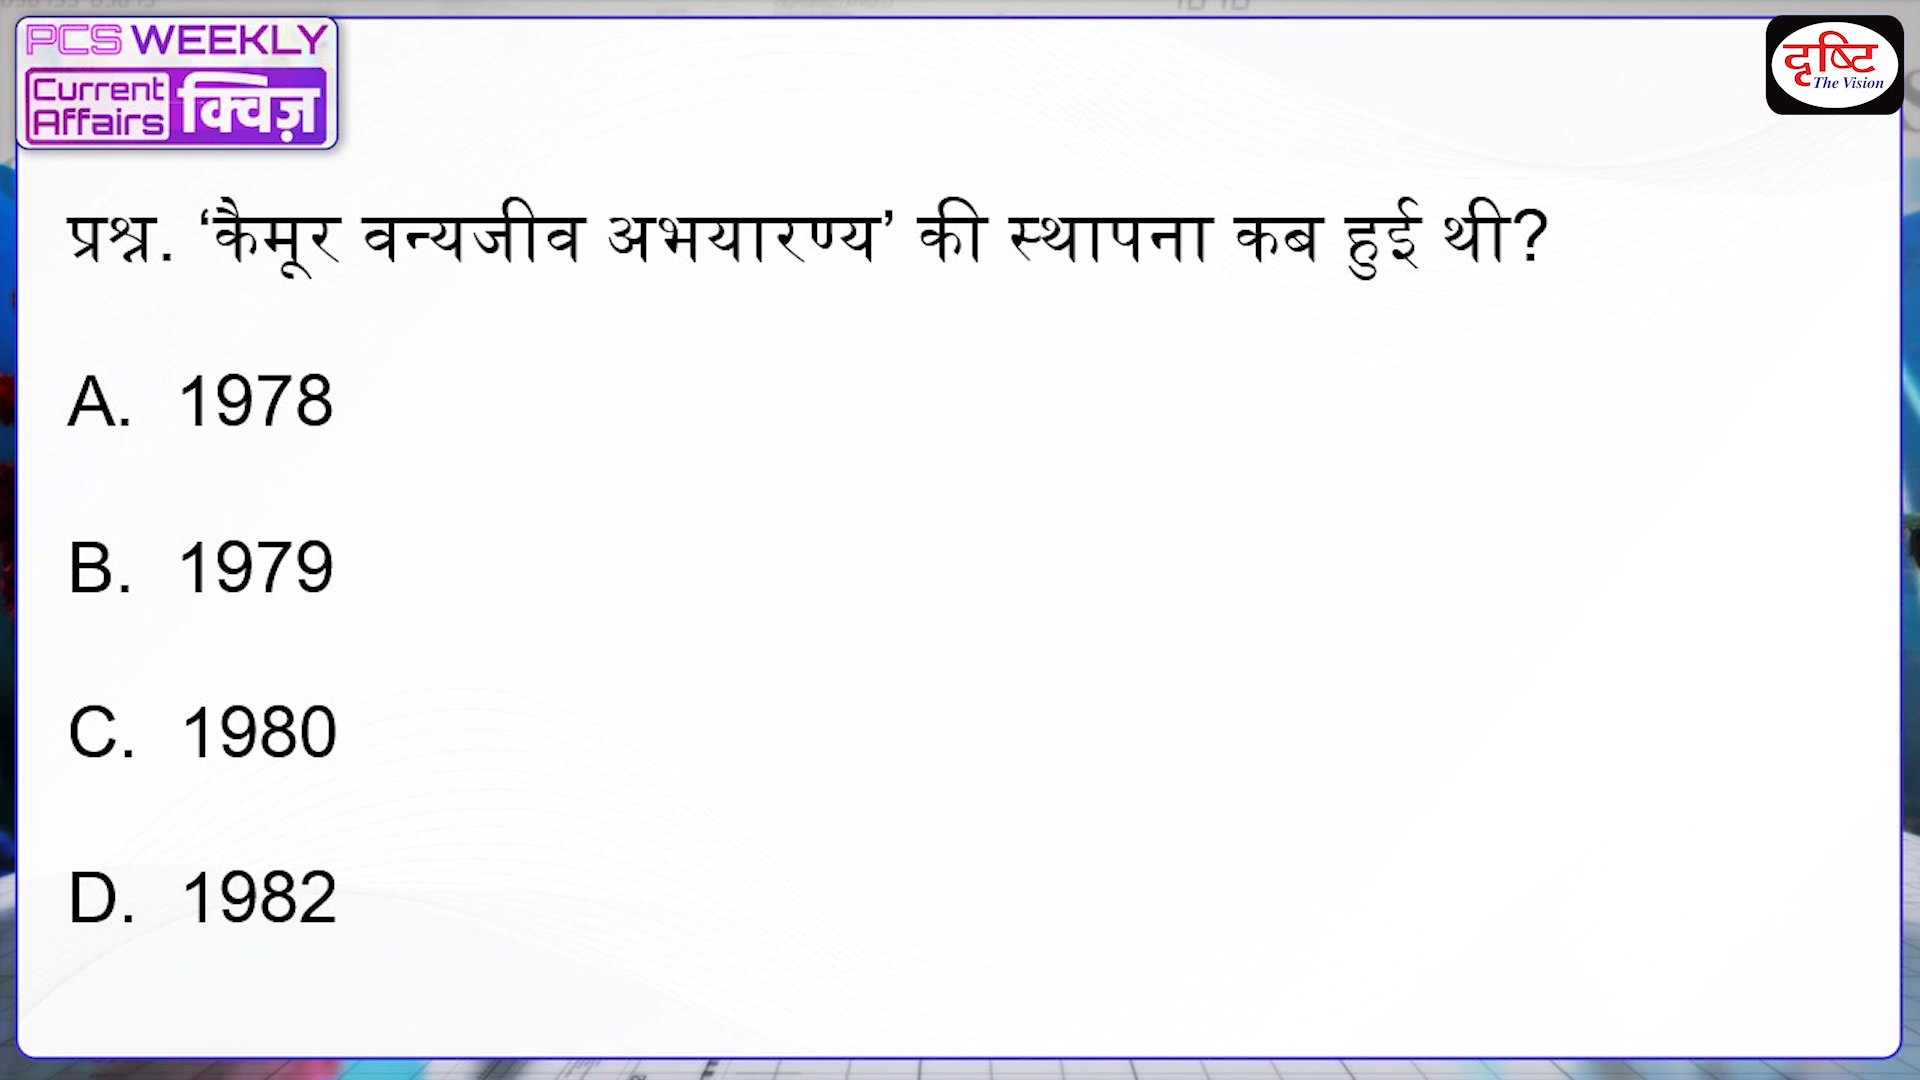 PCS WEEKLY
Current Affairs क्विज़
दृष्टि
The Vision
प्रश्न. ‘कैमूर वन्यजीव अभयारण्य’ की स्थापना कब हुई थी?
A. 1978
B. 1979
C. 1980
D. 1982